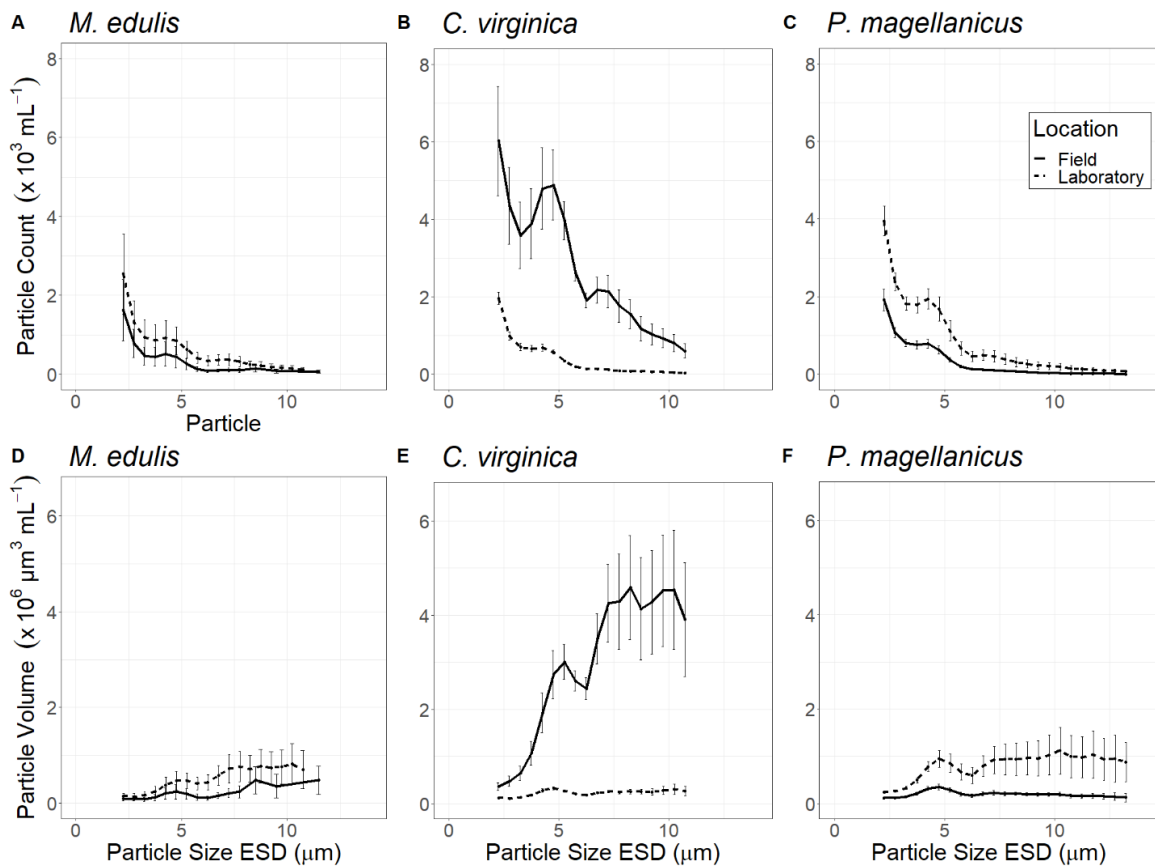 A M. edulis
B C. virginica
C P. magellanicus
Particle Count (x 10³ mL⁻¹)
8
6
4
2
0
0 5 10
Particle
8
6
4
2
0
0 5 10
8
6
4
2
0
0 5 10
Location
Field
Laboratory
D M. edulis
E C. virginica
F P. magellanicus
Particle Volume (x 10⁶ μm³ mL⁻¹)
6
4
2
0
0 5 10
Particle Size ESD (μm)
6
4
2
0
0 5 10
Particle Size ESD (μm)
6
4
2
0
0 5 10
Particle Size ESD (μm)